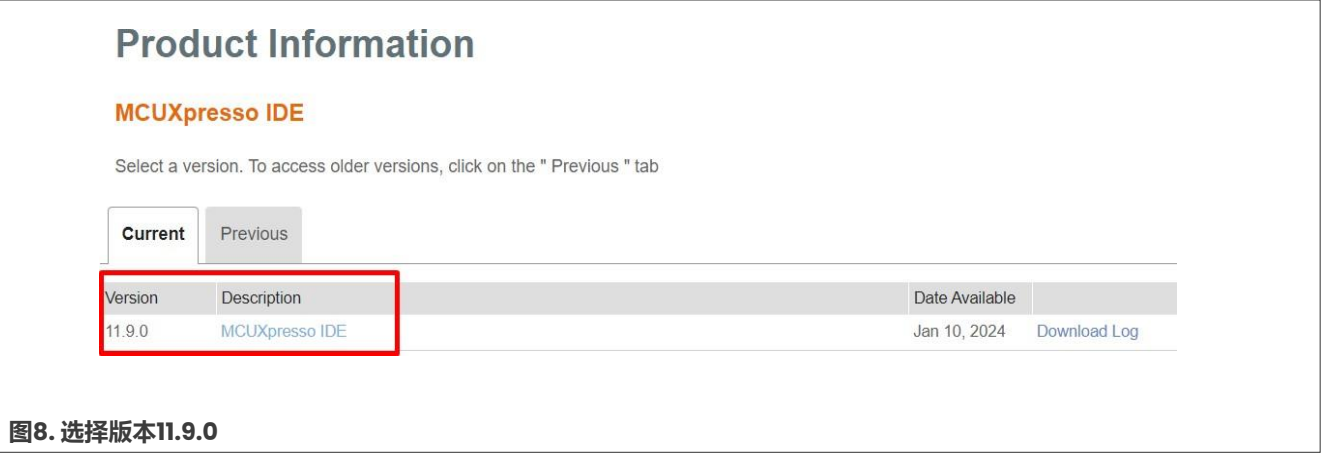 Product Information
MCUXpresso IDE
Select a version. To access older versions, click on the " Previous " tab
Current Previous
Version Description Date Available
11.9.0 MCUXpresso IDE Jan 10, 2024 Download Log
图8. 选择版本11.9.0